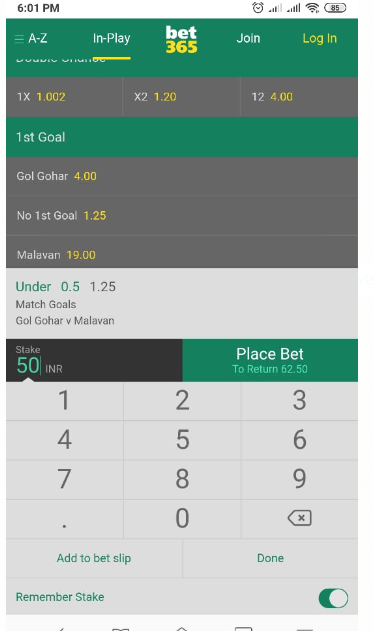 6:01 PM 85
A-Z In-Play bet365 Join Log In
Double Chance
1X 1.002 X2 1.20 12 4.00
1st Goal
Gol Gohar 4.00
No 1st Goal 1.25
Malavan 19.00
Under 0.5 1.25
Match Goals
Gol Gohar v Malavan
Stake
50 INR
Place Bet
To Return 62.50
1 2 3
4 5 6
7 8 9
. 0
Add to bet slip Done
Remember Stake